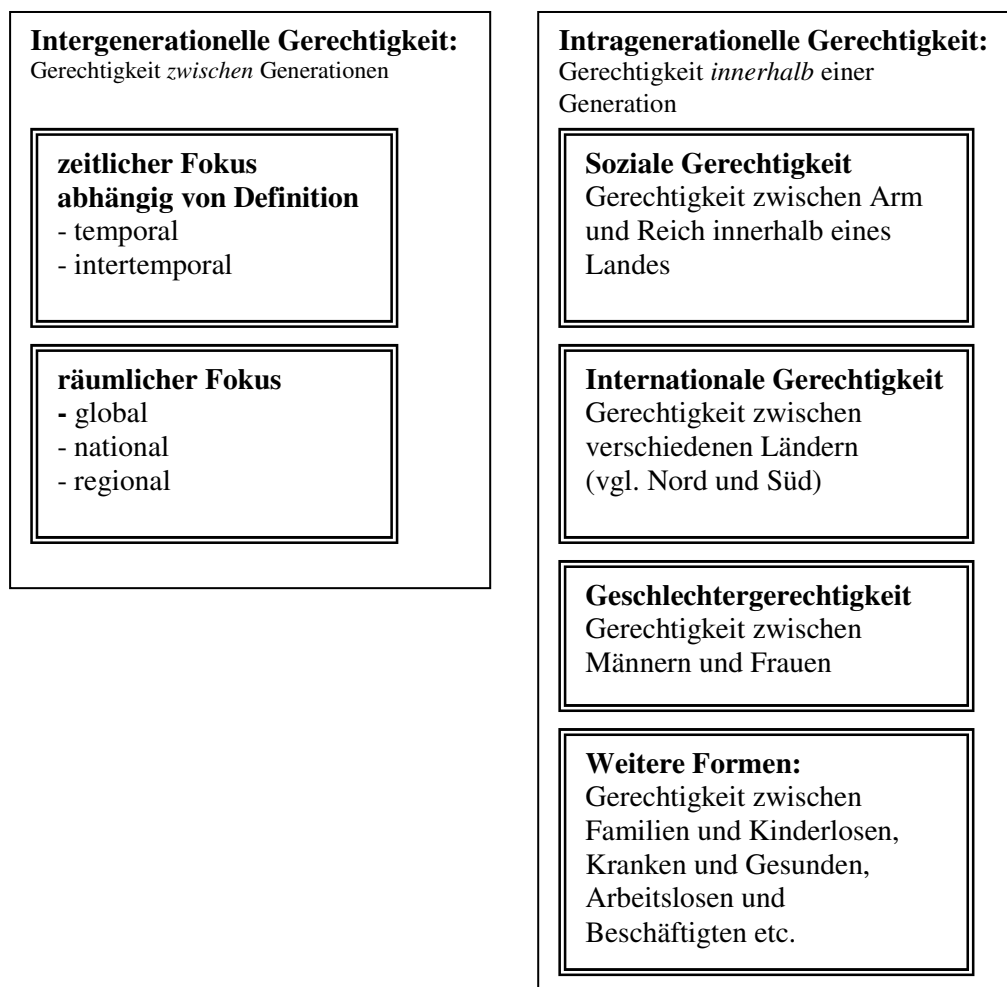 Intergenerationelle Gerechtigkeit:
Gerechtigkeit zwischen Generationen
zeitlicher Fokus
abhängig von Definition
- temporal
- intertemporal
räumlicher Fokus
- global
- national
- regional
Intragenerationelle Gerechtigkeit:
Gerechtigkeit innerhalb einer
Generation
Soziale Gerechtigkeit
Gerechtigkeit zwischen Arm
und Reich innerhalb eines
Landes
Internationale Gerechtigkeit
Gerechtigkeit zwischen
verschiedenen Ländern
(vgl. Nord und Süd)
Geschlechtergerechtigkeit
Gerechtigkeit zwischen
Männern und Frauen
Weitere Formen:
Gerechtigkeit zwischen
Familien und Kinderlosen,
Kranken und Gesunden,
Arbeitslosen und
Beschäftigten etc.